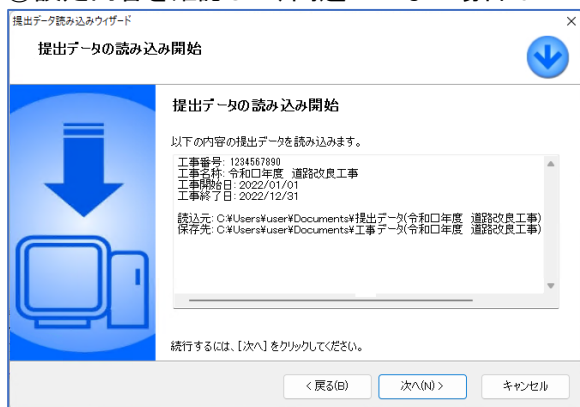 提出データ読み込みウィザード
提出データの読み込み開始
提出データの読み込み開始
以下の内容の提出データを読み込みます。
工事番号: 1234567890
工事名称: 令和口年度 道路改良工事
工事開始日: 2022/01/01
工事終了日: 2022/12/31
読込元: C:¥Users¥user¥Documents¥提出データ(令和口年度 道路改良工事)
保存先: C:¥Users¥user¥Documents¥工事データ(令和口年度 道路改良工事)
続行するには、[次へ] をクリックしてください。
< 戻る(B)
次へ(N) >
キャンセル